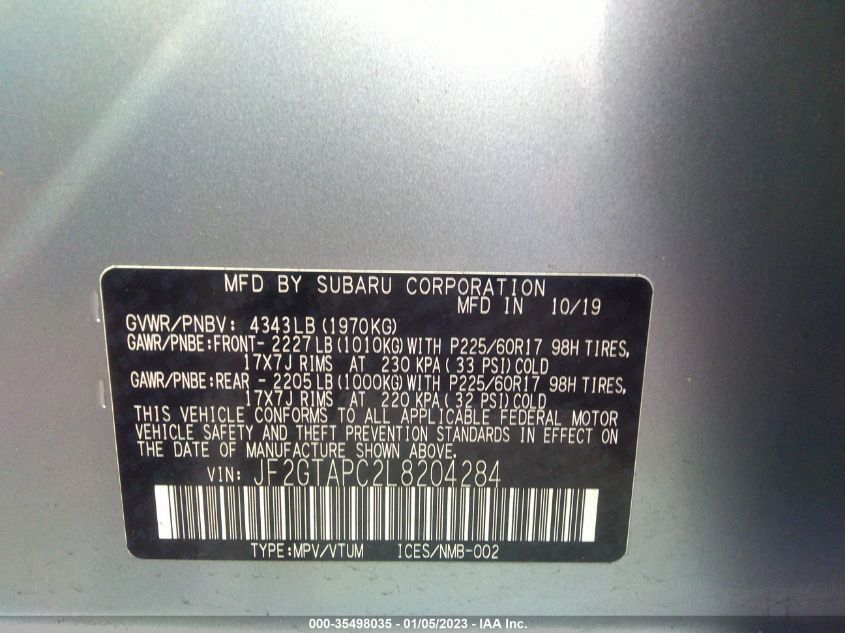 MFD BY SUBARU CORPORATION
MFD IN 10/19
GVWR/PNBV: 4343LB(1970KG)
GAWR/PNBE:FRONT- 2227LB(1010KG)WITH P225/60R17 98H TIRES,
17X7J RIMS AT 230 KPA( 33 PSI)COLD
GAWR/PNBE:REAR - 2205LB(1000KG)WITH P225/60R17 98H TIRES,
17X7J RIMS AT 220 KPA( 32 PSI)COLD
THIS VEHICLE CONFORMS TO ALL APPLICABLE FEDERAL MOTOR
VEHICLE SAFETY AND THEFT PREVENTION STANDARDS IN EFFECT ON
THE DATE OF MANUFACTURE SHOWN ABOVE.
VIN: JF2GTAPC2L8204284
TYPE:MPV/VTUM ICES/NMB-002
000-35498035 - 01/05/2023 - IAA Inc.